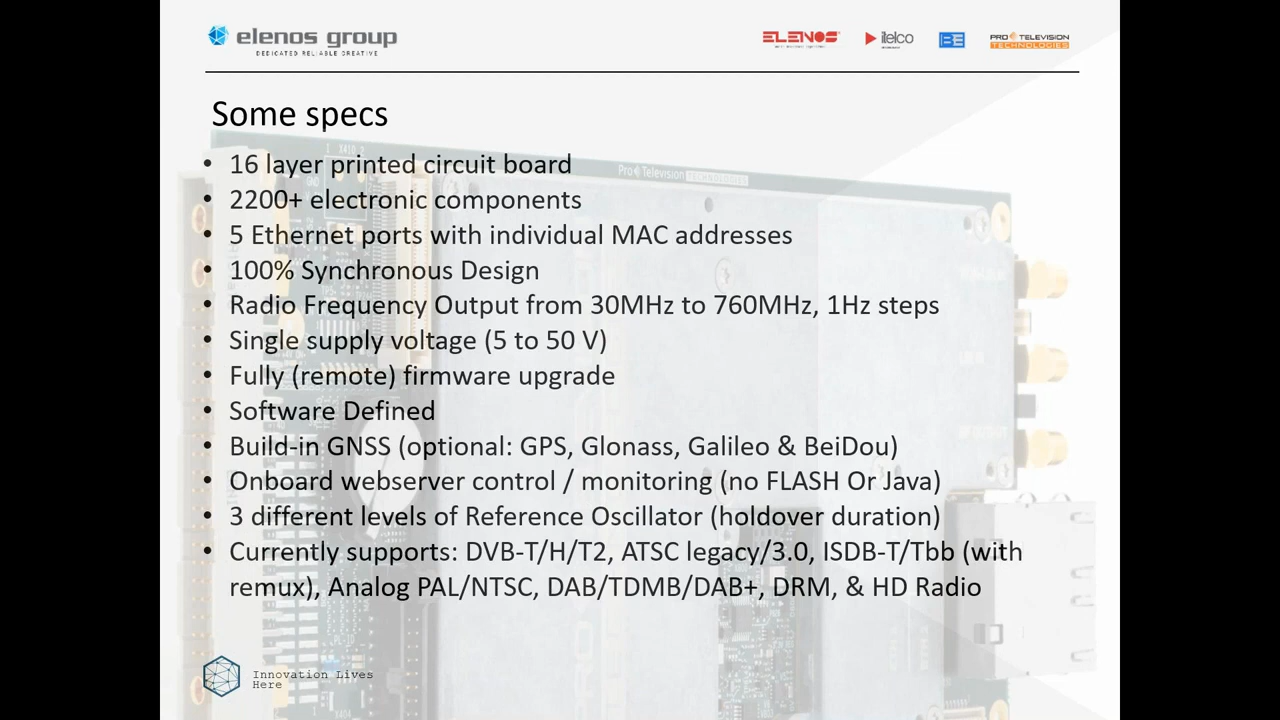 elenos group
DEDICATED RELIABLE CREATIVE
ELENOS
itelco
BE
PRO TELEVISION
TECHNOLOGIES
Some specs
Pro Television TECHNOLOGIES
• 16 layer printed circuit board
• 2200+ electronic components
• 5 Ethernet ports with individual MAC addresses
• 100% Synchronous Design
• Radio Frequency Output from 30MHz to 760MHz, 1Hz steps
• Single supply voltage (5 to 50 V)
• Fully (remote) firmware upgrade
• Software Defined
• Build-in GNSS (optional: GPS, Glonass, Galileo & BeiDou)
• Onboard webserver control / monitoring (no FLASH Or Java)
• 3 different levels of Reference Oscillator (holdover duration)
• Currently supports: DVB-T/H/T2, ATSC legacy/3.0, ISDB-T/Tbb (with
remux), Analog PAL/NTSC, DAB/TDMB/DAB+, DRM, & HD Radio
Innovation Lives
Here